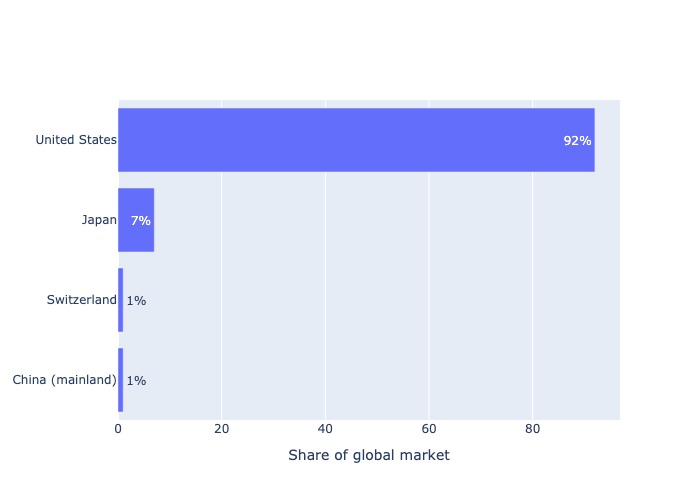 United States 92%
Japan 7%
Switzerland 1%
China (mainland) 1%
0 20 40 60 80
Share of global market